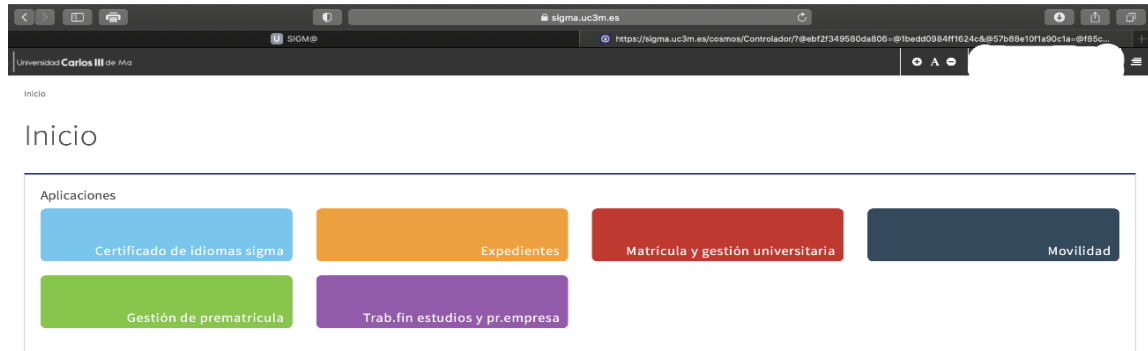 sigma.uc3m.es
SIGM@
https://sigma.uc3m.es/cosmos/Controlador/?@ebf2f349580da806=@1bedd0984ff1624c&@57b88e10f1a90c1a=@f85c...
Universidad Carlos III de Ma
A
Inicio
Inicio
Aplicaciones
Certificado de idiomas sigma
Expedientes
Matrícula y gestión universitaria
Movilidad
Gestión de prematrícula
Trab.fin estudios y pr.empresa